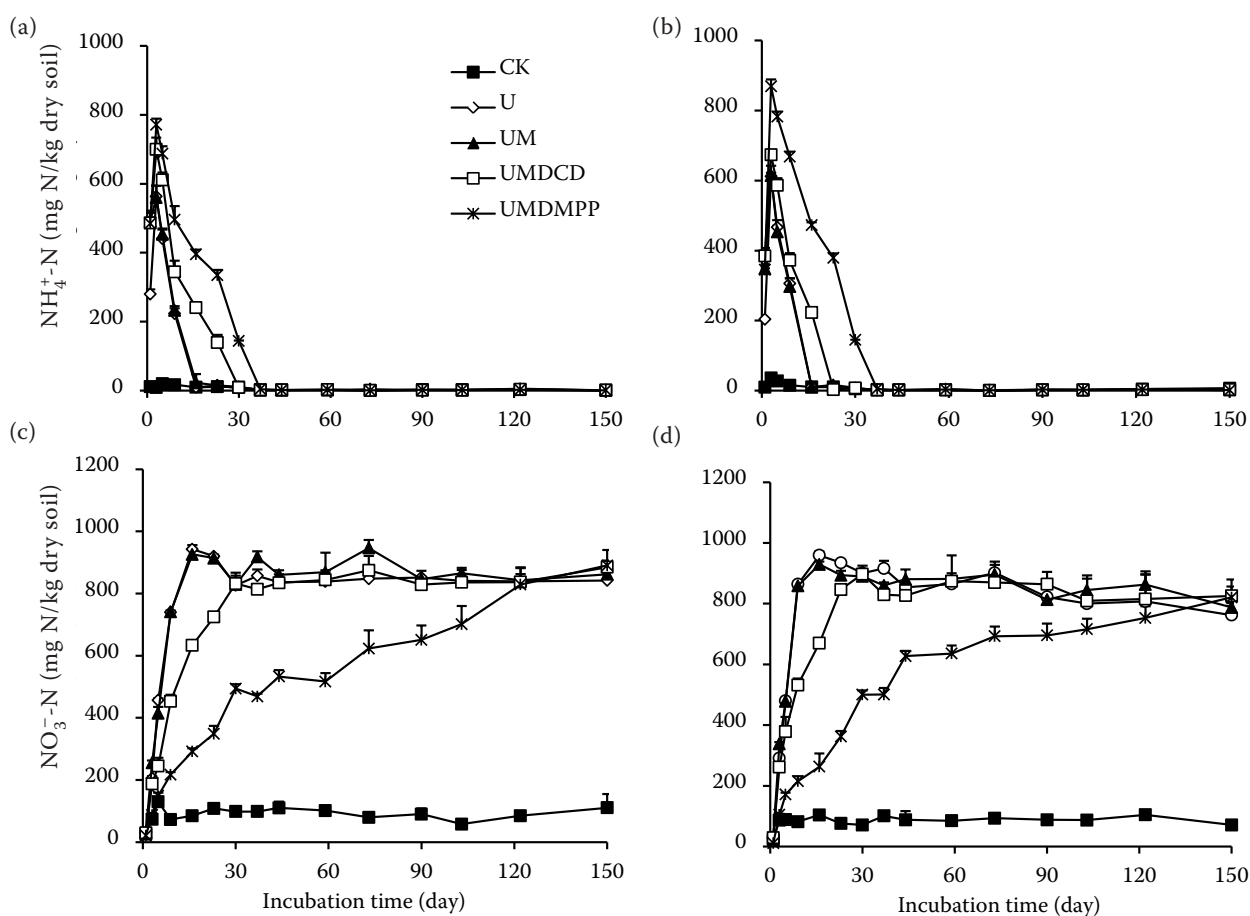 (a)
NH₄⁺-N (mg N/kg dry soil)
1000
800
600
400
200
0
0 30 60 90 120 150
CK
U
UM
UMDCD
UMDMPP
(b)
1000
800
600
400
200
0
0 30 60 90 120 150
(c)
NO₃⁻-N (mg N/kg dry soil)
1200
1000
800
600
400
200
0
0 30 60 90 120 150
Incubation time (day)
(d)
1200
1000
800
600
400
200
0
0 30 60 90 120 150
Incubation time (day)